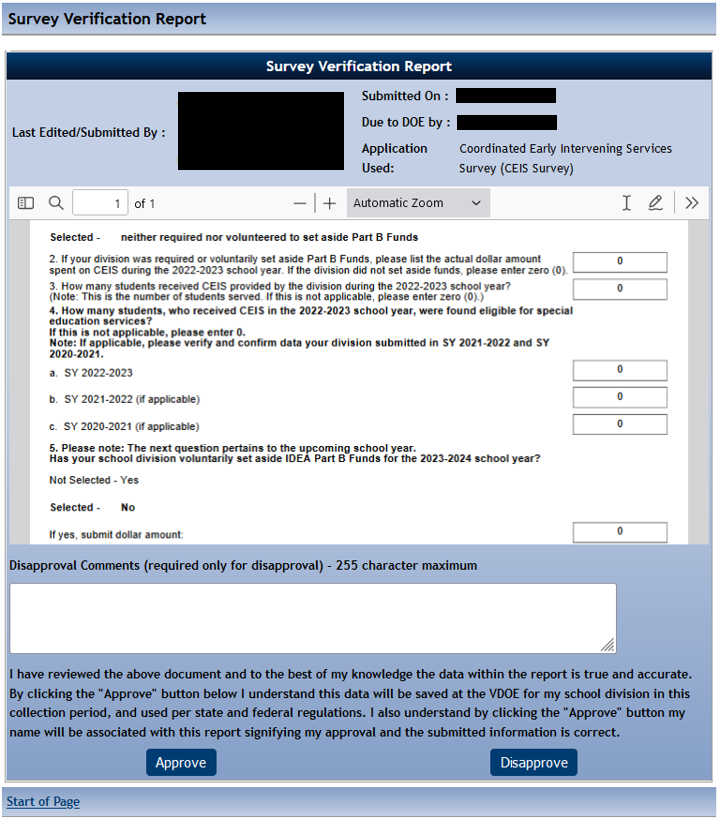 Survey Verification Report
Survey Verification Report
Last Edited/Submitted By :
Submitted On :
Due to DOE by :
Application Used:
Coordinated Early Intervening Services
Survey (CEIS Survey)
1 of 1
Automatic Zoom
Selected - neither required nor volunteered to set aside Part B Funds
2. If your division was required or voluntarily set aside Part B Funds, please list the actual dollar amount
spent on CEIS during the 2022-2023 school year. If the division did not set aside funds, please enter zero (0).
0
3. How many students received CEIS provided by the division during the 2022-2023 school year?
(Note: This is the number of students served. If this is not applicable, please enter zero (0).)
0
4. How many students, who received CEIS in the 2022-2023 school year, were found eligible for special
education services?
If this is not applicable, please enter 0.
Note: If applicable, please verify and confirm data your division submitted in SY 2021-2022 and SY
2020-2021.
a. SY 2022-2023 0
b. SY 2021-2022 (if applicable) 0
c. SY 2020-2021 (if applicable) 0
5. Please note: The next question pertains to the upcoming school year.
Has your school division voluntarily set aside IDEA Part B Funds for the 2023-2024 school year?
Not Selected - Yes
Selected - No
If yes, submit dollar amount: 0
Disapproval Comments (required only for disapproval) - 255 character maximum
I have reviewed the above document and to the best of my knowledge the data within the report is true and accurate.
By clicking the "Approve" button below I understand this data will be saved at the VDOE for my school division in this
collection period, and used per state and federal regulations. I also understand by clicking the "Approve" button my
name will be associated with this report signifying my approval and the submitted information is correct.
Approve Disapprove
Start of Page